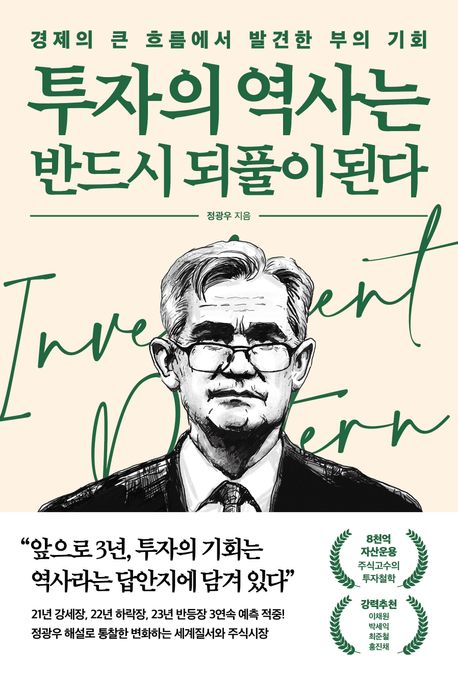 경제의 큰 흐름에서 발견한 부의 기회
투자의 역사는
반드시 되풀이된다
정광우 지음
Investment
Pattern
“앞으로 3년, 투자의 기회는
역사라는 답안지에 담겨 있다”
21년 강세장, 22년 하락장, 23년 반등장 3연속 예측 적중!
정광우 해설로 통찰한 변화하는 세계질서와 주식시장
8천억
자산운용
주식고수의
투자철학
강력추천
이채원
박세익
최준철
홍진채